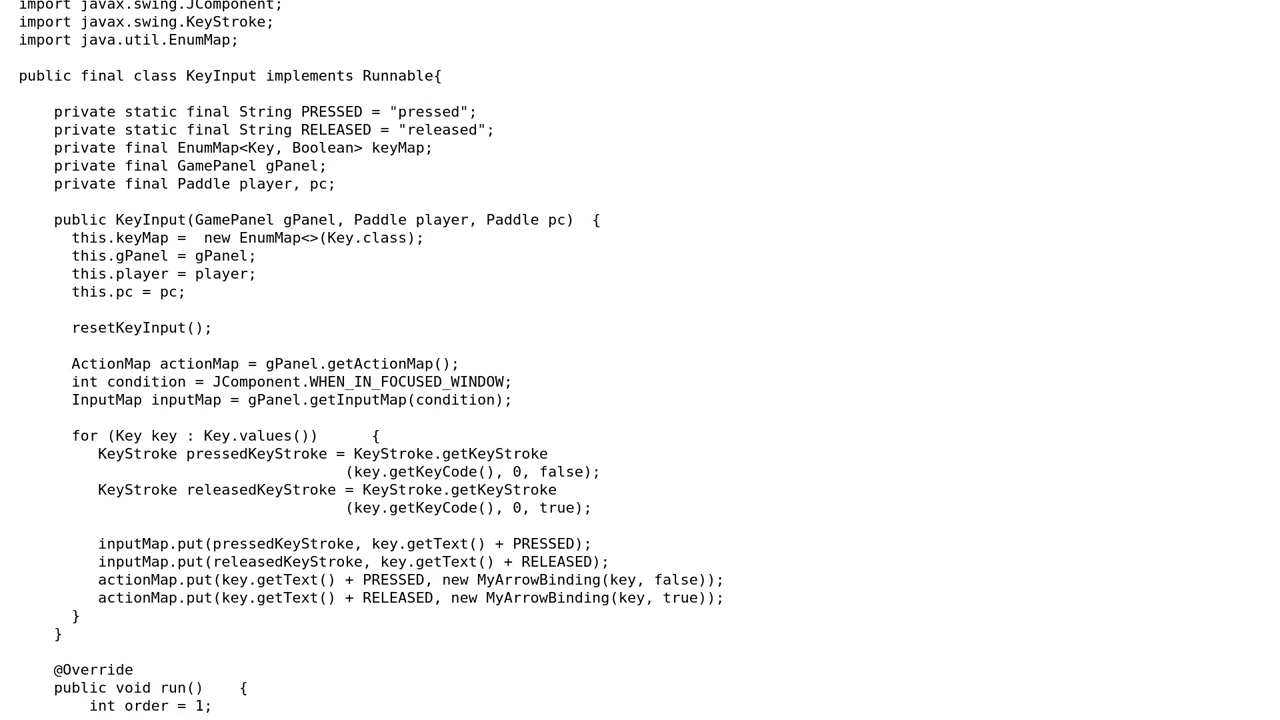 import javax.swing.JComponent;
import javax.swing.KeyStroke;
import java.util.EnumMap;

public final class KeyInput implements Runnable{

    private static final String PRESSED = "pressed";
    private static final String RELEASED = "released";
    private final EnumMap<Key, Boolean> keyMap;
    private final GamePanel gPanel;
    private final Paddle player, pc;

    public KeyInput(GamePanel gPanel, Paddle player, Paddle pc)  {
      this.keyMap =  new EnumMap<>(Key.class);
      this.gPanel = gPanel;
      this.player = player;
      this.pc = pc;

      resetKeyInput();

      ActionMap actionMap = gPanel.getActionMap();
      int condition = JComponent.WHEN_IN_FOCUSED_WINDOW;
      InputMap inputMap = gPanel.getInputMap(condition);

      for (Key key : Key.values())      {
         KeyStroke pressedKeyStroke = KeyStroke.getKeyStroke
                                     (key.getKeyCode(), 0, false);
         KeyStroke releasedKeyStroke = KeyStroke.getKeyStroke
                                     (key.getKeyCode(), 0, true);

         inputMap.put(pressedKeyStroke, key.getText() + PRESSED);
         inputMap.put(releasedKeyStroke, key.getText() + RELEASED);
         actionMap.put(key.getText() + PRESSED, new MyArrowBinding(key, false));
         actionMap.put(key.getText() + RELEASED, new MyArrowBinding(key, true));
      }
    }

    @Override
    public void run()    {
        int order = 1;